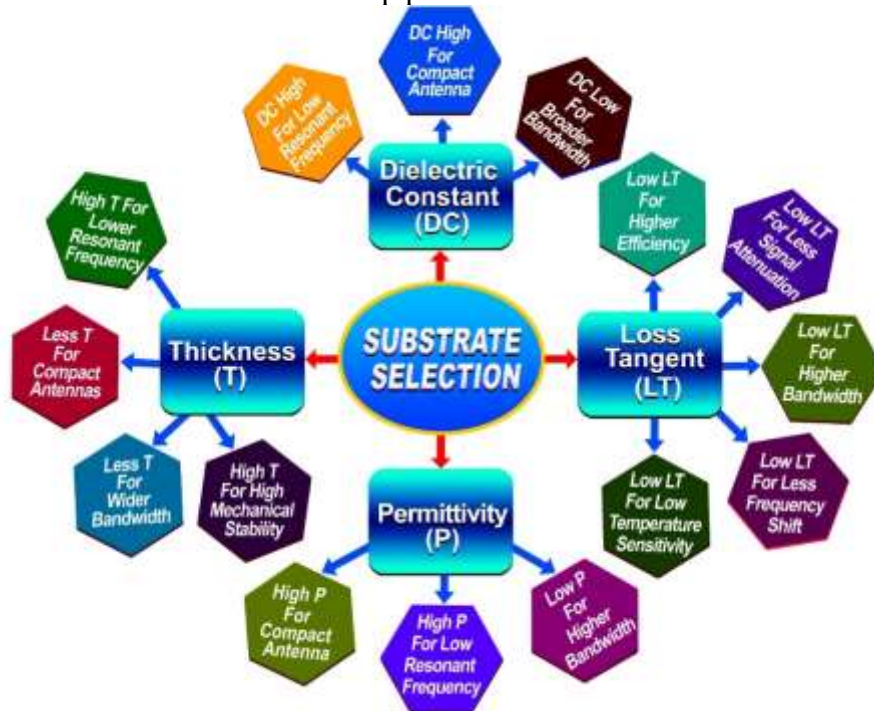 DC High
For
Compact
Antenna
DC High
For Low
Resonant
Frequency
DC Low
For
Broader
Bandwidth
Dielectric
Constant
(DC)
Low LT
For
Higher
Efficiency
Low LT
For Less
Signal
Attenuation
High T For
Lower
Resonant
Frequency
Less T
For
Compact
Antennas
Thickness
(T)
SUBSTRATE
SELECTION
Loss
Tangent
(LT)
Low LT
For
Higher
Bandwidth
Less T
For
Wider
Bandwidth
High T
For High
Mechanical
Stability
Permittivity
(P)
Low LT
For Low
Temperature
Sensitivity
Low LT
For Less
Frequency
Shift
High P
For
Compact
Antenna
High P
For Low
Resonant
Frequency
Low P
For
Higher
Bandwidth